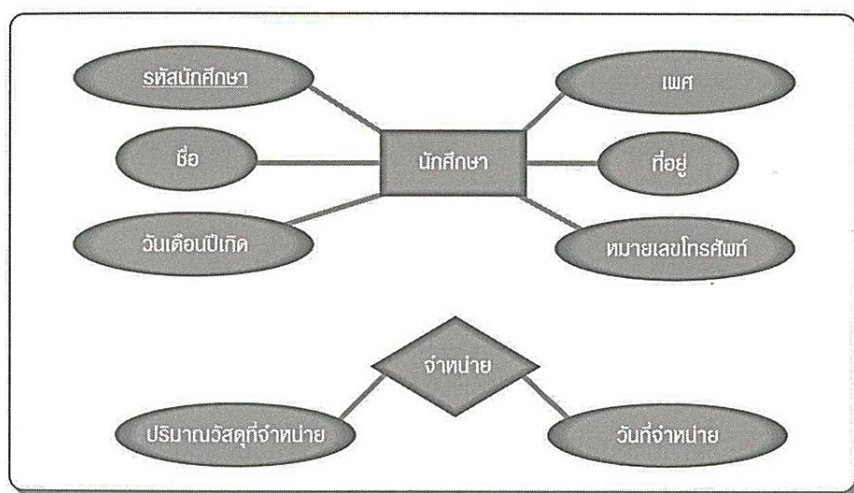 รหัสนักศึกษา
เพศ
ชื่อ
นักศึกษา
ที่อยู่
วันเดือนปีเกิด
หมายเลขโทรศัพท์
จำหน่าย
ปริมาณวัสดุที่จำหน่าย
วันที่จำหน่าย